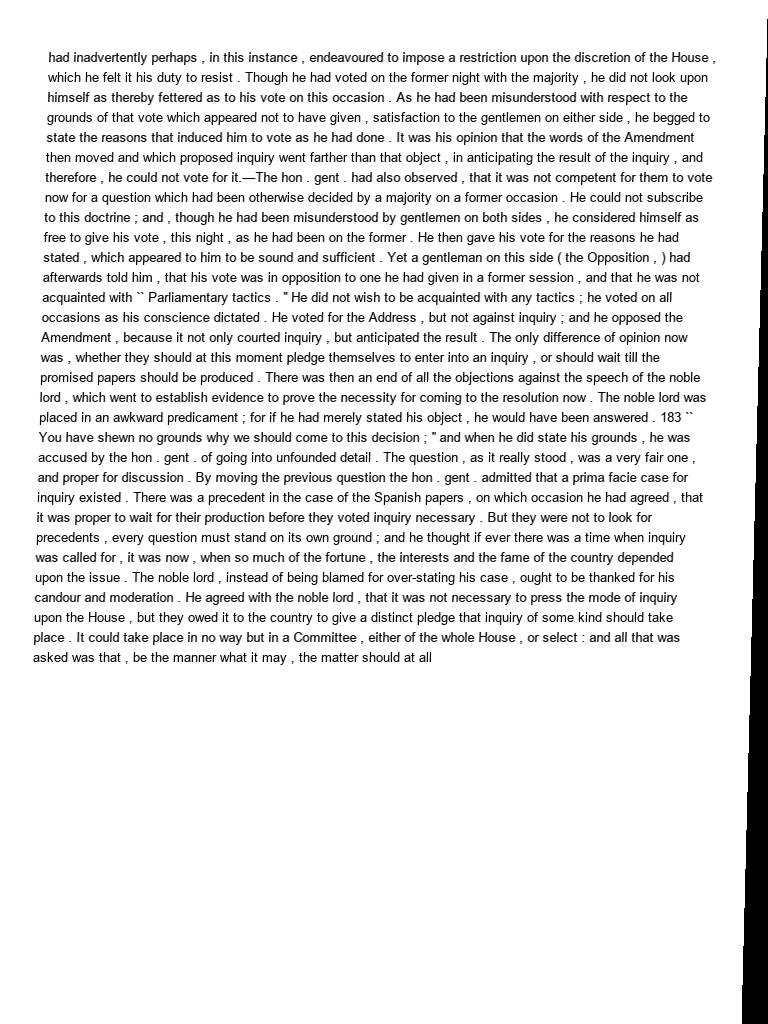 had inadvertently perhaps , in this instance , endeavoured to impose a restriction upon the discretion of the House ,
which he felt it his duty to resist . Though he had voted on the former night with the majority , he did not look upon
himself as thereby fettered as to his vote on this occasion . As he had been misunderstood with respect to the
grounds of that vote which appeared not to have given , satisfaction to the gentlemen on either side , he begged to
state the reasons that induced him to vote as he had done . It was his opinion that the words of the Amendment
then moved and which proposed inquiry went farther than that object , in anticipating the result of the inquiry , and
therefore , he could not vote for it.—The hon . gent . had also observed , that it was not competent for them to vote
now for a question which had been otherwise decided by a majority on a former occasion . He could not subscribe
to this doctrine ; and , though he had been misunderstood by gentlemen on both sides , he considered himself as
free to give his vote , this night , as he had been on the former . He then gave his vote for the reasons he had
stated , which appeared to him to be sound and sufficient . Yet a gentleman on this side ( the Opposition , ) had
afterwards told him , that his vote was in opposition to one he had given in a former session , and that he was not
acquainted with `` Parliamentary tactics . " He did not wish to be acquainted with any tactics ; he voted on all
occasions as his conscience dictated . He voted for the Address , but not against inquiry ; and he opposed the
Amendment , because it not only courted inquiry , but anticipated the result . The only difference of opinion now
was , whether they should at this moment pledge themselves to enter into an inquiry , or should wait till the
promised papers should be produced . There was then an end of all the objections against the speech of the noble
lord , which went to establish evidence to prove the necessity for coming to the resolution now . The noble lord was
placed in an awkward predicament ; for if he had merely stated his object , he would have been answered . 183 ``
You have shewn no grounds why we should come to this decision ; " and when he did state his grounds , he was
accused by the hon . gent . of going into unfounded detail . The question , as it really stood , was a very fair one ,
and proper for discussion . By moving the previous question the hon . gent . admitted that a prima facie case for
inquiry existed . There was a precedent in the case of the Spanish papers , on which occasion he had agreed , that
it was proper to wait for their production before they voted inquiry necessary . But they were not to look for
precedents , every question must stand on its own ground ; and he thought if ever there was a time when inquiry
was called for , it was now , when so much of the fortune , the interests and the fame of the country depended
upon the issue . The noble lord , instead of being blamed for over-stating his case , ought to be thanked for his
candour and moderation . He agreed with the noble lord , that it was not necessary to press the mode of inquiry
upon the House , but they owed it to the country to give a distinct pledge that inquiry of some kind should take
place . It could take place in no way but in a Committee , either of the whole House , or select : and all that was
asked was that , be the manner what it may , the matter should at all